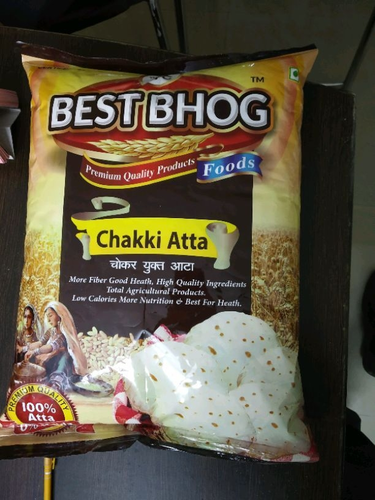 BEST BHOG
TM
Premium Quality Products
Foods
Chakki Atta
चोकर युक्त आटा
More Fiber Good Heath, High Quality Ingredients
Total Agricultural Products.
Low Calories More Nutrition & Best For Heath.
PREMIUM QUALITY
100%
Atta